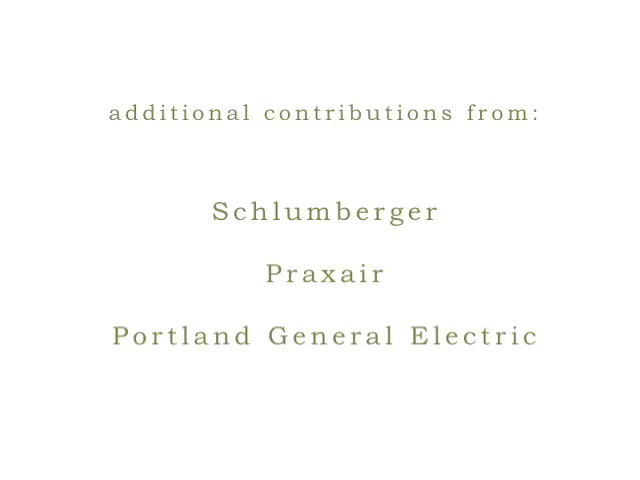 additional contributions from:
Schlumberger
Praxair
Portland General Electric